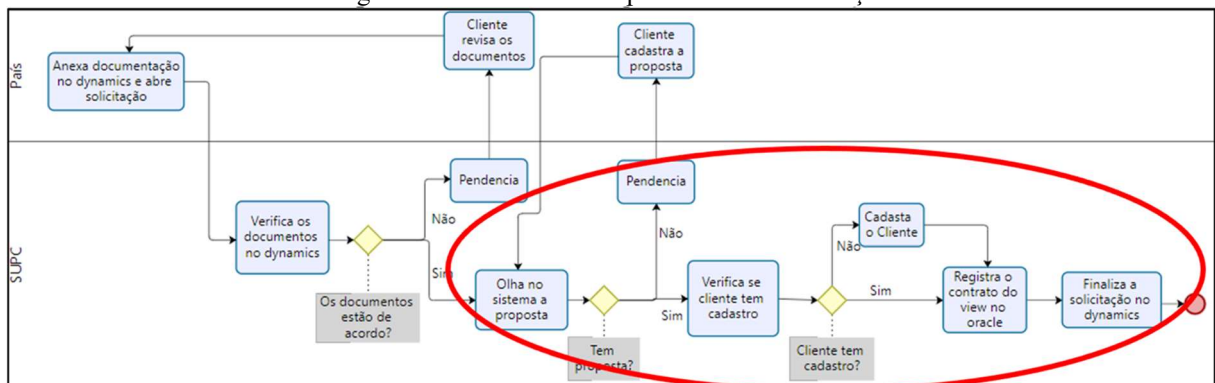 País
Anexa documentação
no dynamics e abre
solicitação
Cliente
revisa os
documentos
Cliente
cadastra a
proposta
SUPC
Verifica os
documentos
no dynamics
Os documentos
estão de
acordo?
Não
Sim
Pendencia
Olha no
sistema a
proposta
Tem
proposta?
Não
Sim
Pendencia
Verifica se
cliente tem
cadastro
Cliente tem
cadastro?
Não
Sim
Cadasta
o Cliente
Registra o
contrato do
view no
oracle
Finaliza a
solicitação no
dynamics